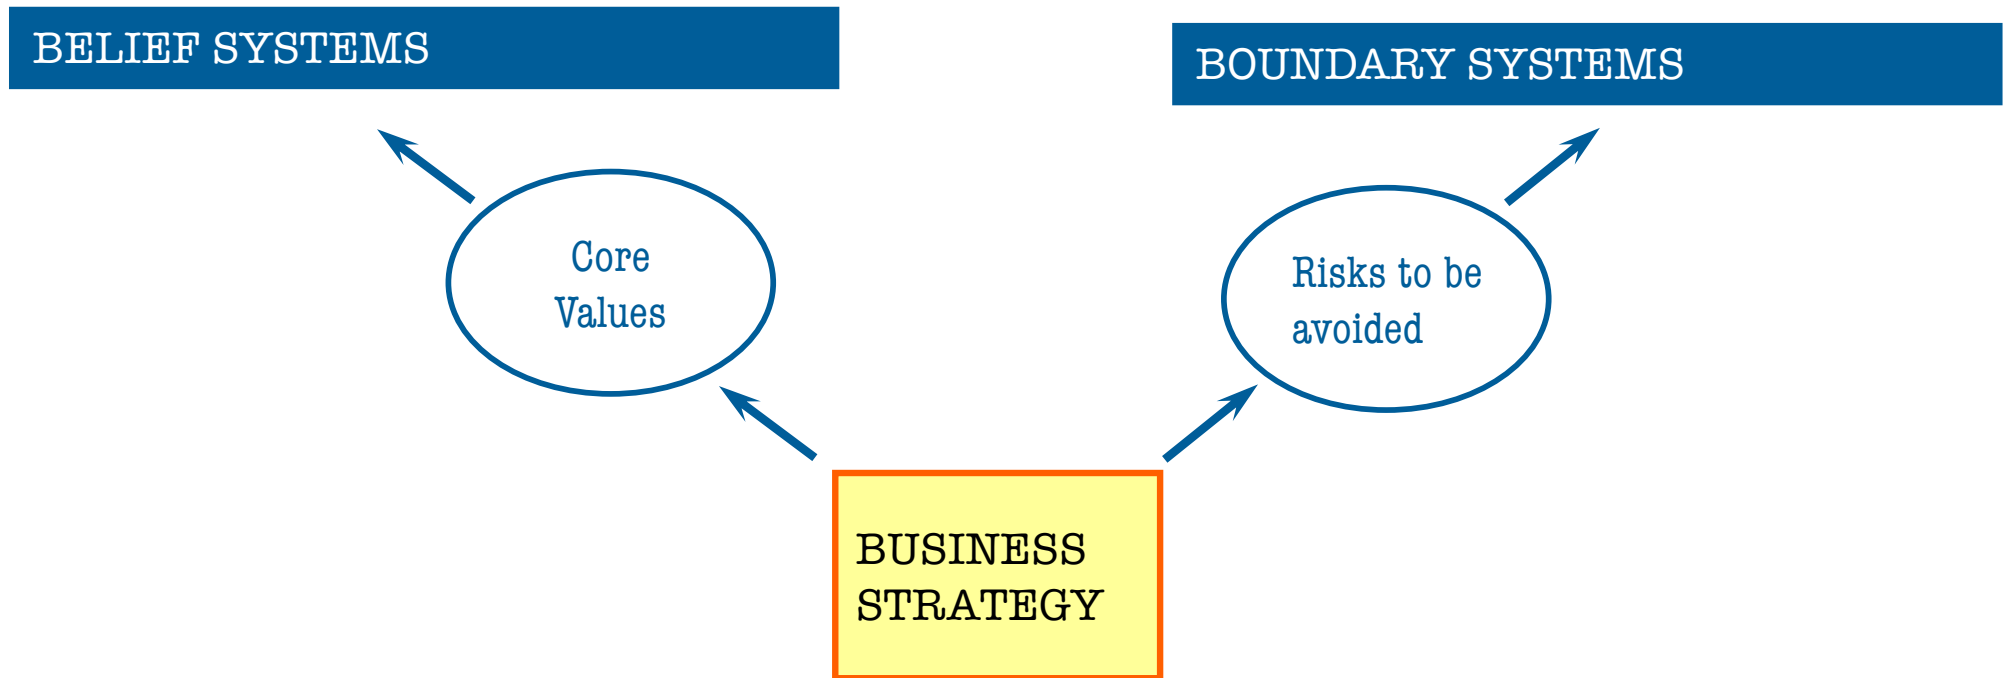 BELIEF SYSTEMS
BOUNDARY SYSTEMS
Core
Values
Risks to be
avoided
BUSINESS
STRATEGY